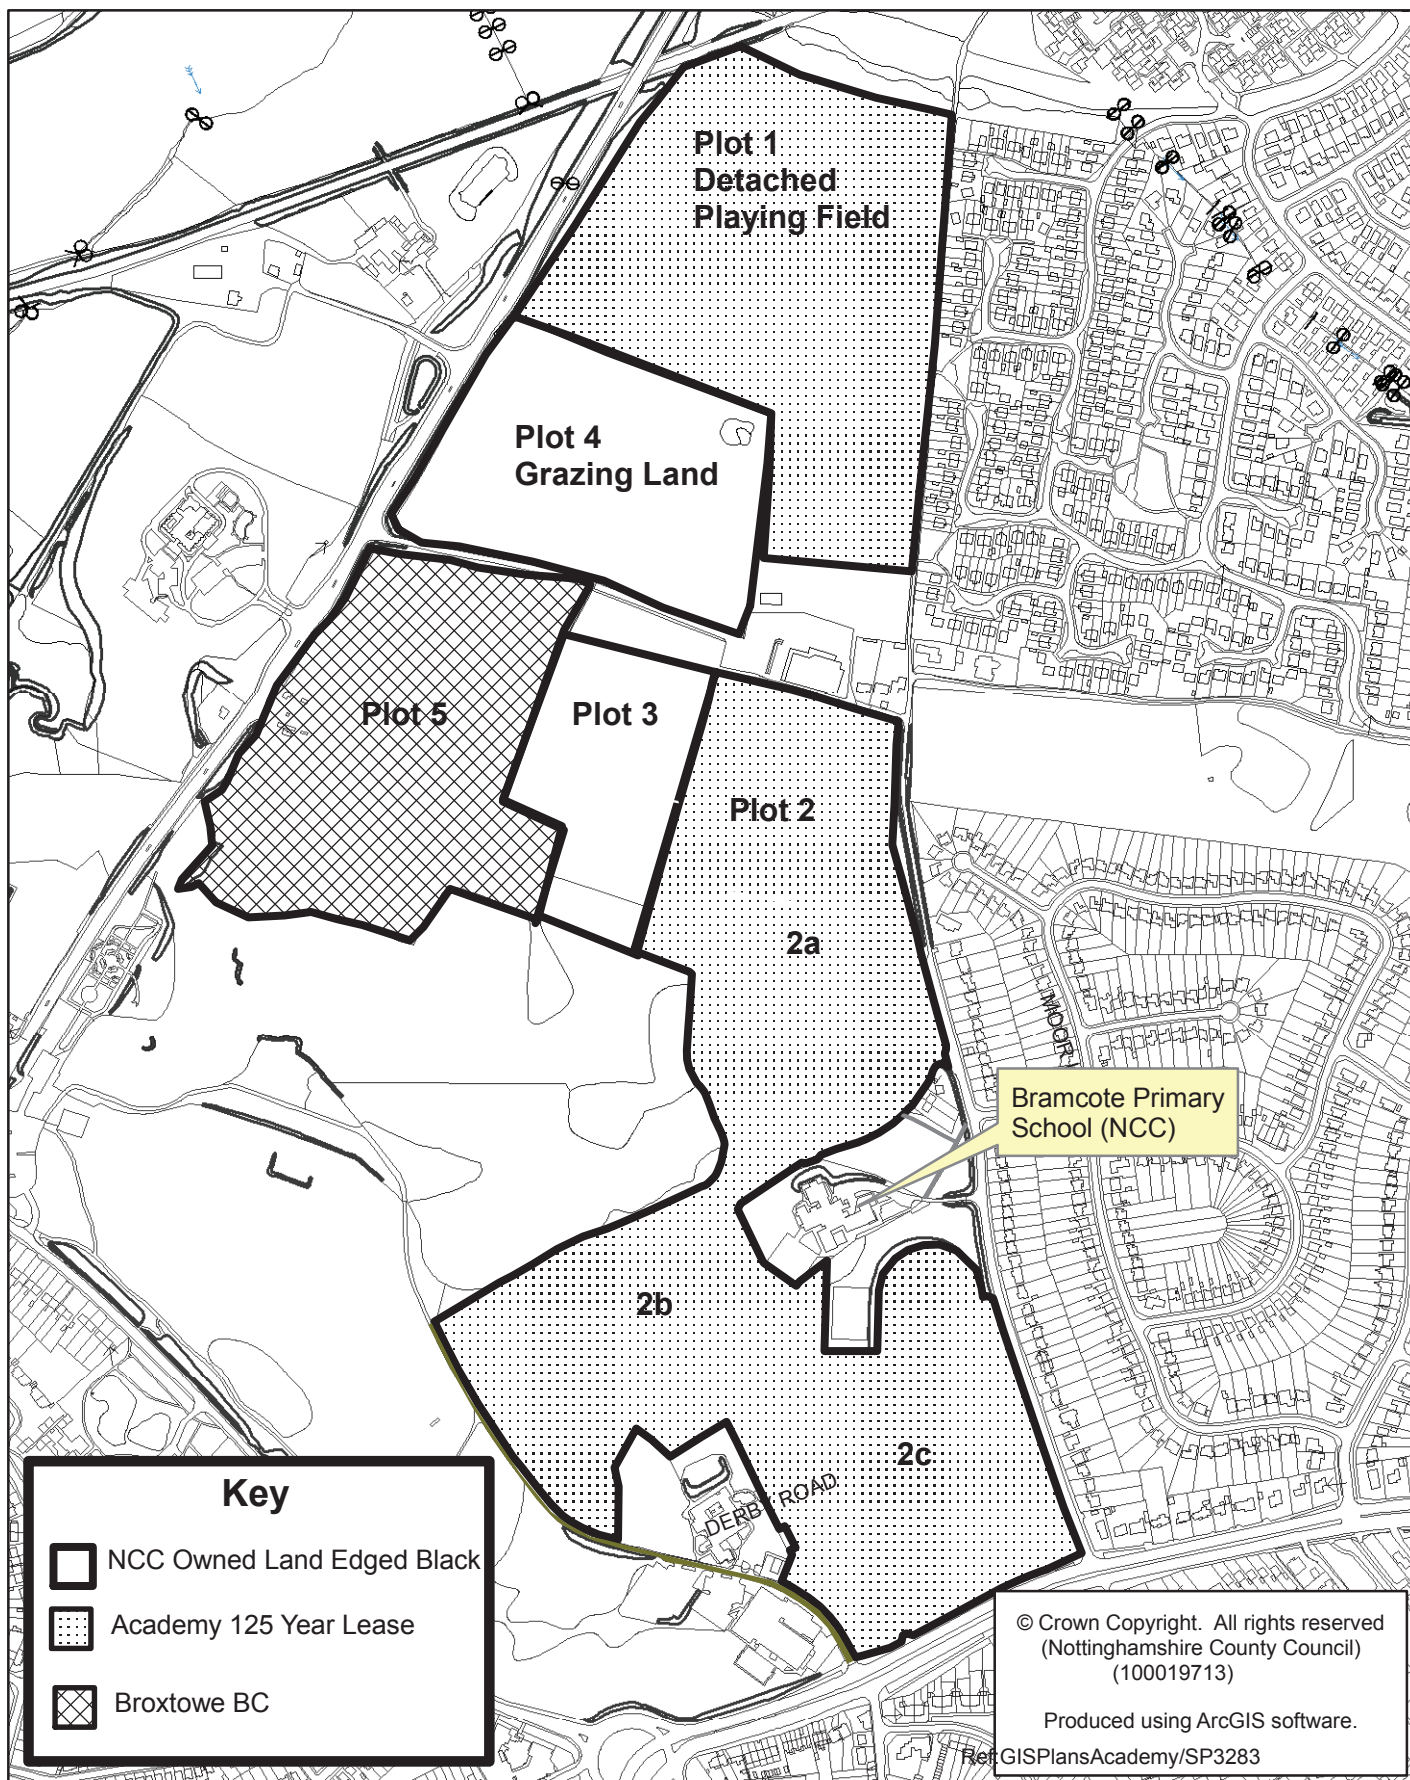 Plot 1
Detached
Playing Field
Plot 4
Grazing Land
Plot 5
Plot 3
Plot 2
2a
MOOR
Bramcote Primary
School (NCC)
2b
2c
DERBY ROAD
Key
NCC Owned Land Edged Black
Academy 125 Year Lease
Broxtowe BC
© Crown Copyright. All rights reserved
(Nottinghamshire County Council)
(100019713)
Produced using ArcGIS software.
Ref:GISPlansAcademy/SP3283